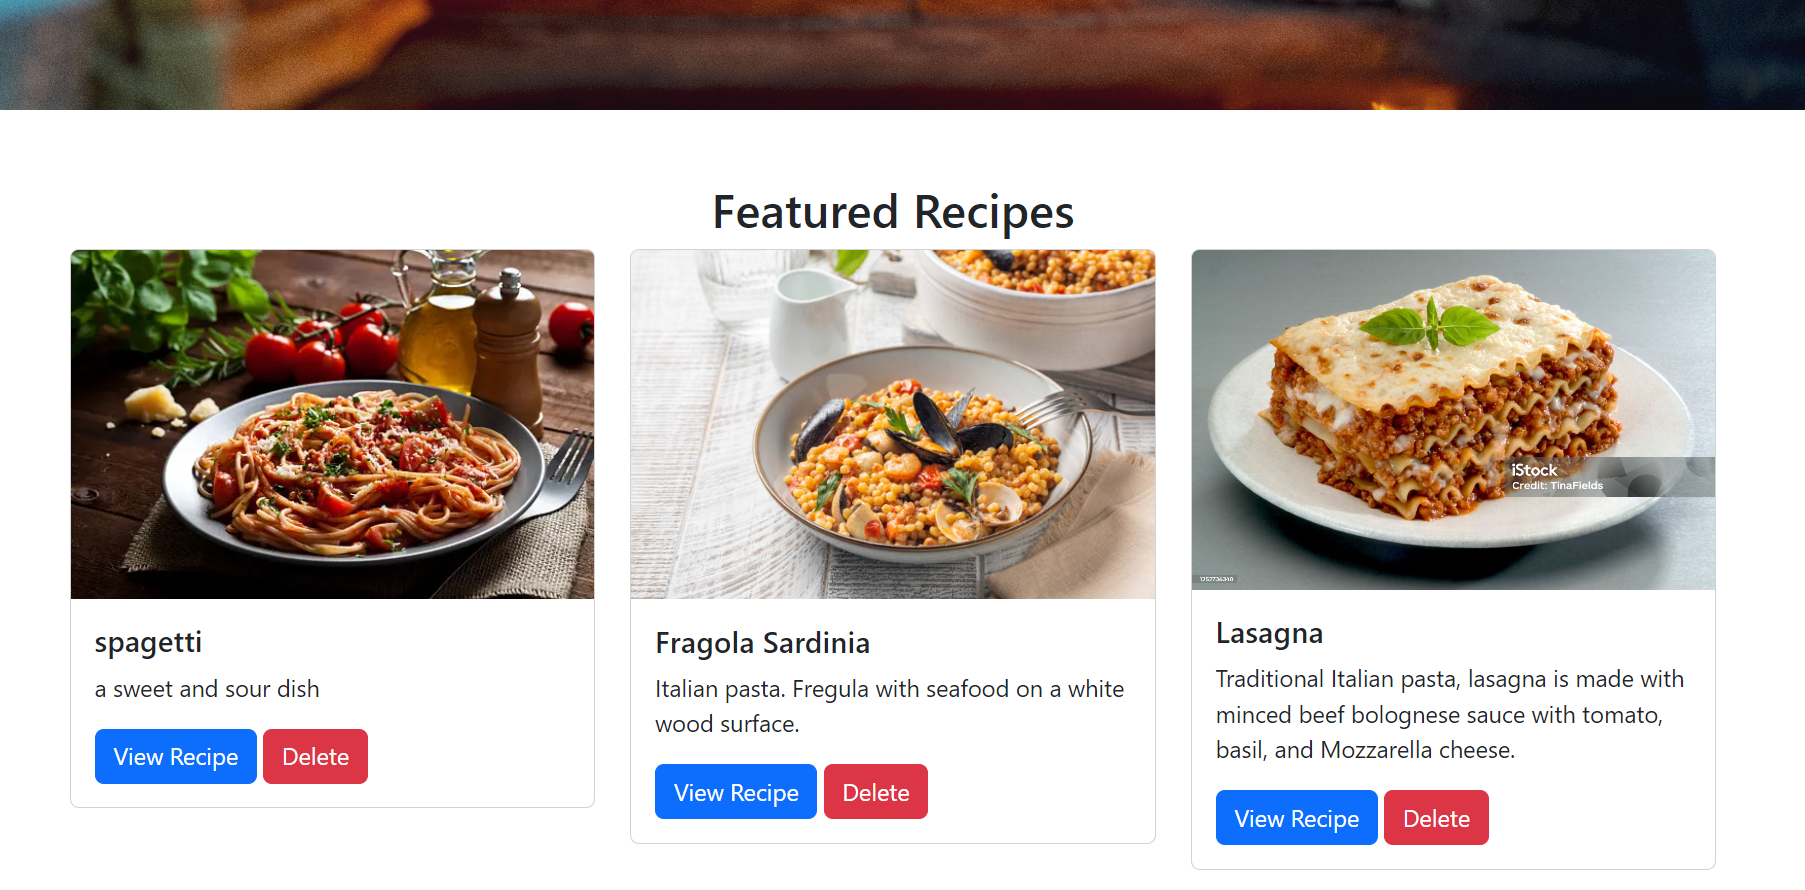 Featured Recipes
iStock
Credit: TinaFields
1252736340
spagetti
a sweet and sour dish
View Recipe Delete
Fragola Sardinia
Italian pasta. Fregula with seafood on a white
wood surface.
View Recipe Delete
Lasagna
Traditional Italian pasta, lasagna is made with
minced beef bolognese sauce with tomato,
basil, and Mozzarella cheese.
View Recipe Delete